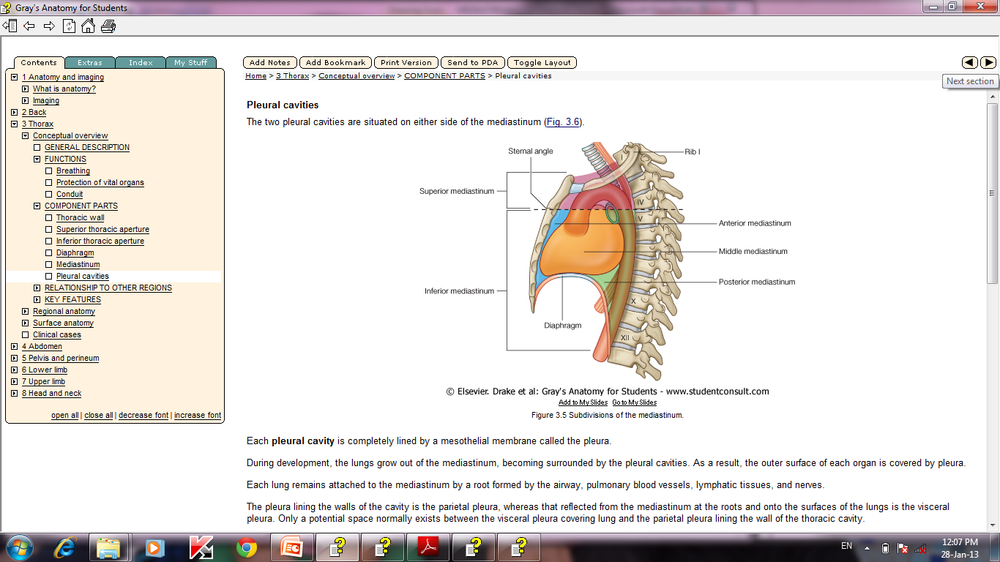 Gray's Anatomy for Students
Contents
Extras
Index
My Stuff
1 Anatomy and imaging
What is anatomy?
Imaging
2 Back
3 Thorax
Conceptual overview
GENERAL DESCRIPTION
FUNCTIONS
Breathing
Protection of vital organs
Conduit
COMPONENT PARTS
Thoracic wall
Superior thoracic aperture
Inferior thoracic aperture
Diaphragm
Mediastinum
Pleural cavities
RELATIONSHIP TO OTHER REGIONS
KEY FEATURES
Regional anatomy
Surface anatomy
Clinical cases
4 Abdomen
5 Pelvis and perineum
6 Lower limb
7 Upper limb
8 Head and neck
open all | close all | decrease font | increase font
Add Notes
Add Bookmark
Print Version
Send to PDA
Toggle Layout
Home > 3 Thorax > Conceptual overview > COMPONENT PARTS > Pleural cavities
Next section
Pleural cavities
The two pleural cavities are situated on either side of the mediastinum (Fig. 3.6).
Sternal angle
Rib I
I
Superior mediastinum
IV
V
Anterior mediastinum
Middle mediastinum
Posterior mediastinum
Inferior mediastinum
X
Diaphragm
XII
© Elsevier. Drake et al: Gray's Anatomy for Students - www.studentconsult.com
Add to My Slides Go to My Slides
Figure 3.5 Subdivisions of the mediastinum.
Each pleural cavity is completely lined by a mesothelial membrane called the pleura.
During development, the lungs grow out of the mediastinum, becoming surrounded by the pleural cavities. As a result, the outer surface of each organ is covered by pleura.
Each lung remains attached to the mediastinum by a root formed by the airway, pulmonary blood vessels, lymphatic tissues, and nerves.
The pleura lining the walls of the cavity is the parietal pleura, whereas that reflected from the mediastinum at the roots and onto the surfaces of the lungs is the visceral
pleura. Only a potential space normally exists between the visceral pleura covering lung and the parietal pleura lining the wall of the thoracic cavity.
EN
12:07 PM
28-Jan-13